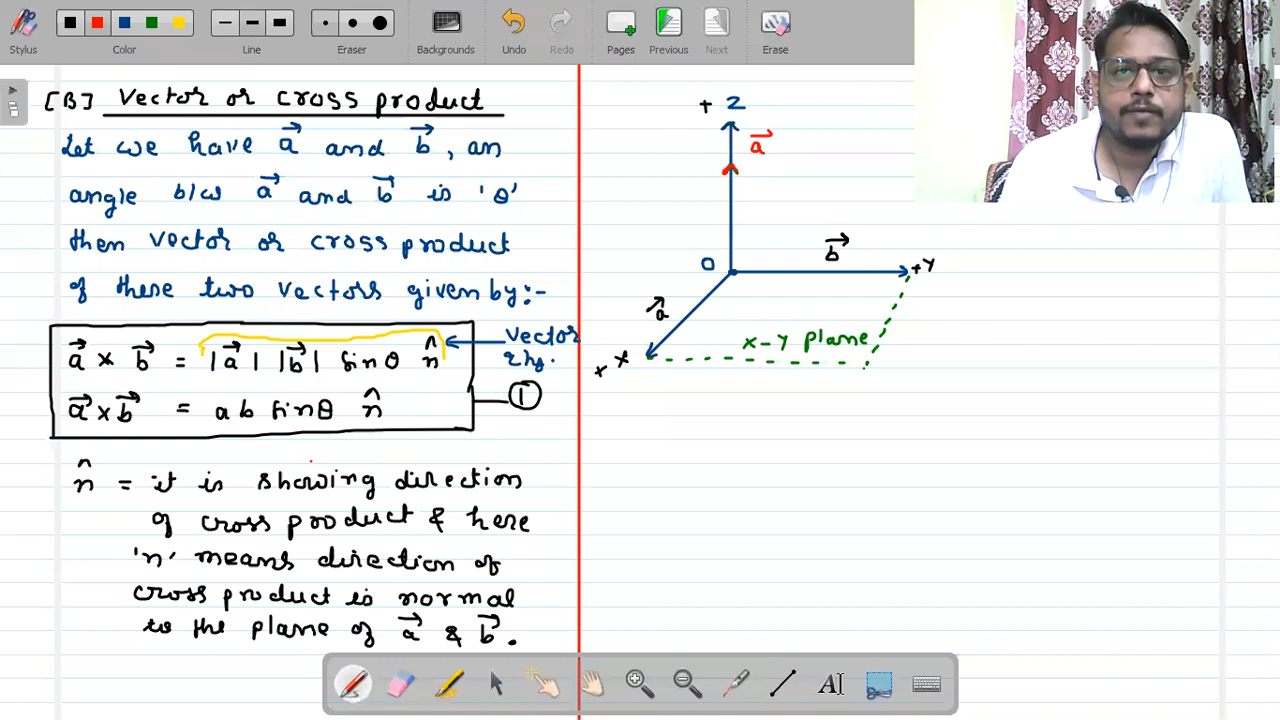 Stylus
Color
Line
Eraser
Backgrounds
Undo
Redo
Pages
Previous
Next
Erase
[B] Vector or cross product
Let we have a⃗ and b⃗, an
angle b/w a⃗ and b⃗ is 'θ'
then vector or cross product
of these two vectors given by:-
a⃗ × b⃗ = |a⃗| |b⃗| sinθ n̂
vector
qty.
a⃗ × b⃗ = ab sinθ n̂
①
n̂ = it is showing direction
of cross product & here
'n' means direction of
cross product is normal
to the plane of a⃗ & b⃗.
+ Z
a⃗
O
b⃗
+Y
a⃗
x-y plane
+ X
A